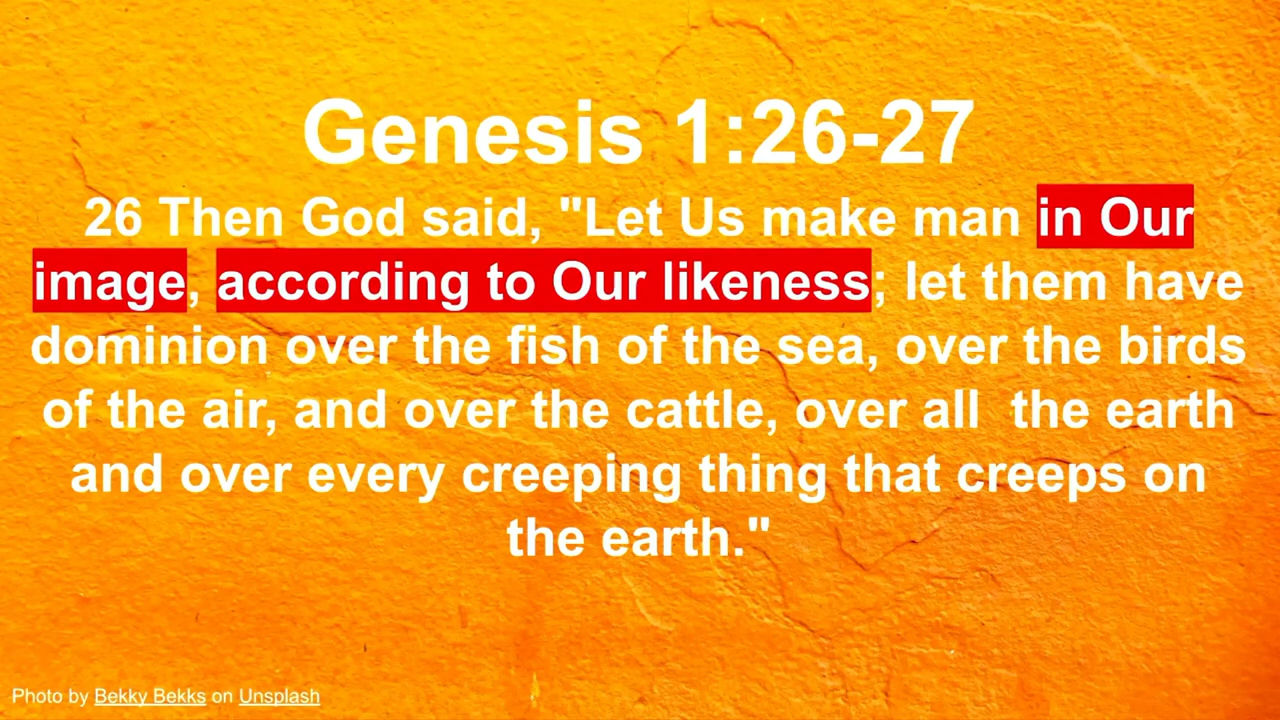 Genesis 1:26-27
26 Then God said, "Let Us make man in Our
image, according to Our likeness; let them have
dominion over the fish of the sea, over the birds
of the air, and over the cattle, over all  the earth
and over every creeping thing that creeps on
the earth."
Photo by Bekky Bekks on Unsplash